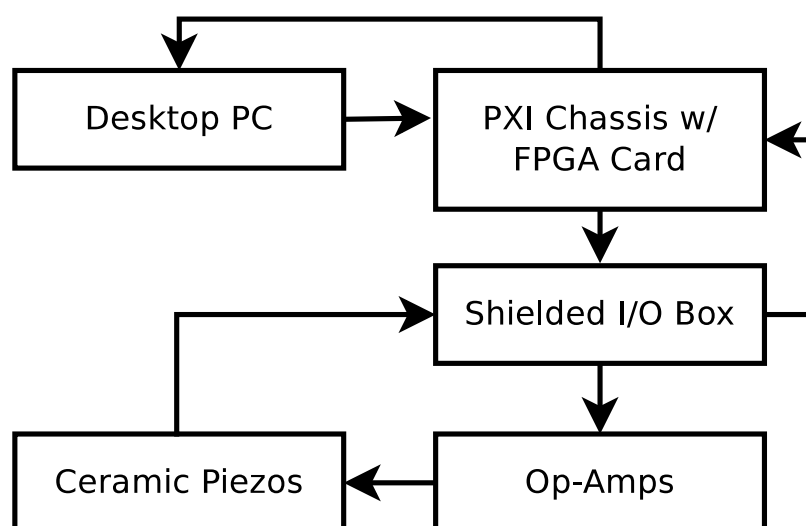 Desktop PC
PXI Chassis w/
FPGA Card
Shielded I/O Box
Ceramic Piezos
Op-Amps